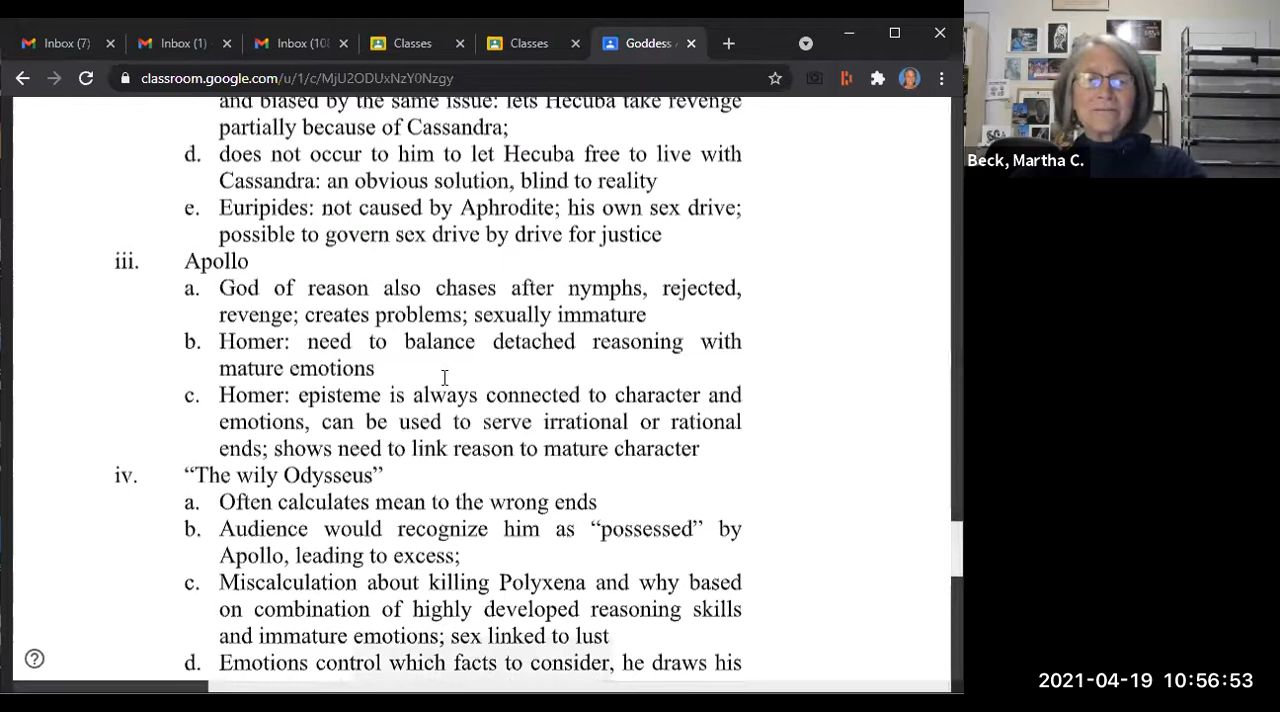 Inbox (7)
Inbox (1)
Inbox (10
Classes
Classes
Goddess
classroom.google.com/u/1/c/MjU2ODUxNzY0Nzgy
Beck, Martha C.
and biased by the same issue: lets Hecuba take revenge
partially because of Cassandra;
d. does not occur to him to let Hecuba free to live with
Cassandra: an obvious solution, blind to reality
e. Euripides: not caused by Aphrodite; his own sex drive;
possible to govern sex drive by drive for justice
iii. Apollo
a. God of reason also chases after nymphs, rejected,
revenge; creates problems; sexually immature
b. Homer: need to balance detached reasoning with
mature emotions
c. Homer: episteme is always connected to character and
emotions, can be used to serve irrational or rational
ends; shows need to link reason to mature character
iv. “The wily Odysseus”
a. Often calculates mean to the wrong ends
b. Audience would recognize him as “possessed” by
Apollo, leading to excess;
c. Miscalculation about killing Polyxena and why based
on combination of highly developed reasoning skills
and immature emotions; sex linked to lust
d. Emotions control which facts to consider, he draws his
2021-04-19 10:56:53